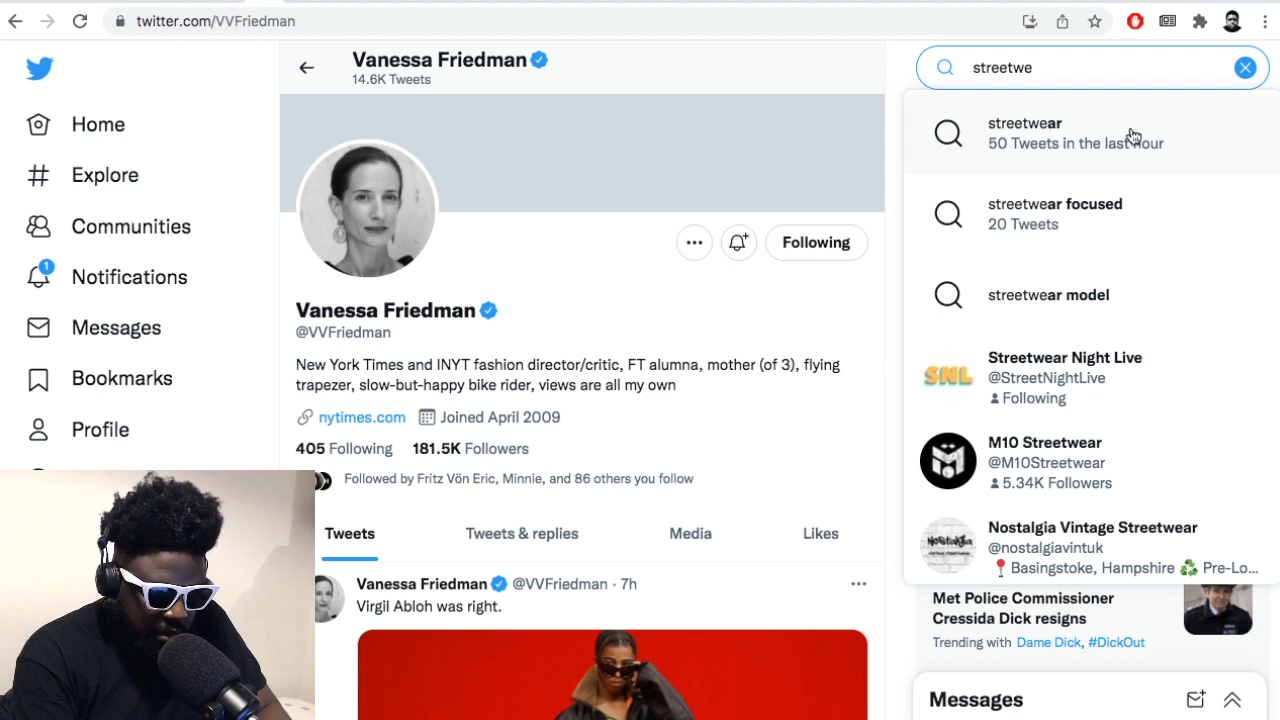 twitter.com/VVFriedman
Vanessa Friedman
14.6K Tweets
Home
Explore
Communities
1
Notifications
Messages
Bookmarks
Profile
Following
Vanessa Friedman
@VVFriedman
New York Times and INYT fashion director/critic, FT alumna, mother (of 3), flying
trapezer, slow-but-happy bike rider, views are all my own
nytimes.com Joined April 2009
405 Following 181.5K Followers
Followed by Fritz Vön Eric, Minnie, and 86 others you follow
Tweets Tweets & replies Media Likes
Vanessa Friedman @VVFriedman · 7h
Virgil Abloh was right.
streetwe
streetwear
50 Tweets in the last hour
streetwear focused
20 Tweets
streetwear model
SNL
Streetwear Night Live
@StreetNightLive
Following
M10 Streetwear
@M10Streetwear
5.34K Followers
Nostalgia
Nostalgia Vintage Streetwear
@nostalgiavintuk
Basingstoke, Hampshire Pre-Lo...
Met Police Commissioner
Cressida Dick resigns
Trending with Dame Dick, #DickOut
Messages